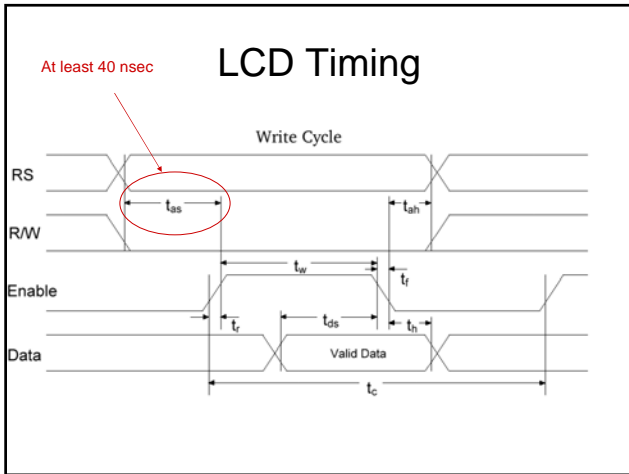 LCD Timing
At least 40 nsec
Write Cycle
RS
tas
tah
R/W
tw
tf
Enable
tr
tds
th
Data
Valid Data
tc